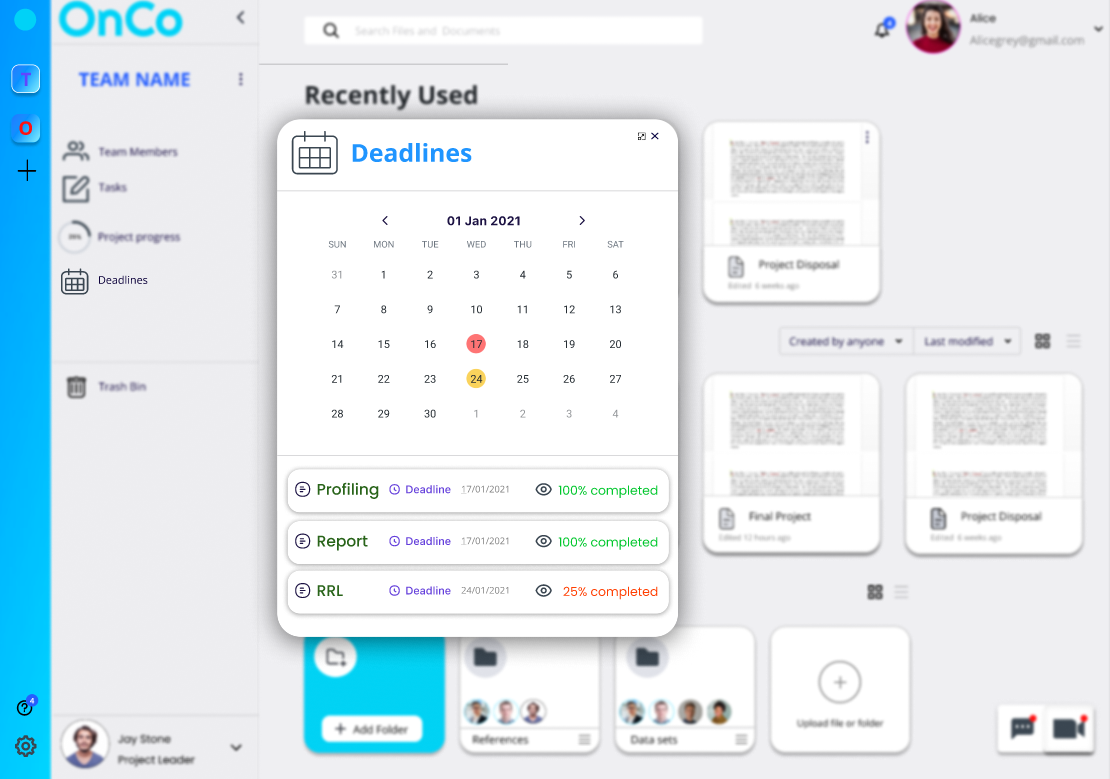 OnCo
Search Files and Documents
4
Alice
Alicegrey@gmail.com
TEAM NAME
T
O
Recently Used
Team Members
Tasks
Project progress
Deadlines
Trash Bin
Deadlines
01 Jan 2021
SUN MON TUE WED THU FRI SAT
31 1 2 3 4 5 6
7 8 9 10 11 12 13
14 15 16 17 18 19 20
21 22 23 24 25 26 27
28 29 30 1 2 3 4
Profiling Deadline 17/01/2021 100% completed
Report Deadline 17/01/2021 100% completed
RRL Deadline 24/01/2021 25% completed
Project Disposal
Edited 6 weeks ago
Created by anyone Last modified
Final Project
Edited 12 hours ago
Project Disposal
Edited 6 weeks ago
Add Folder
References
Data sets
Upload file or folder
4
Jay Stone
Project Leader